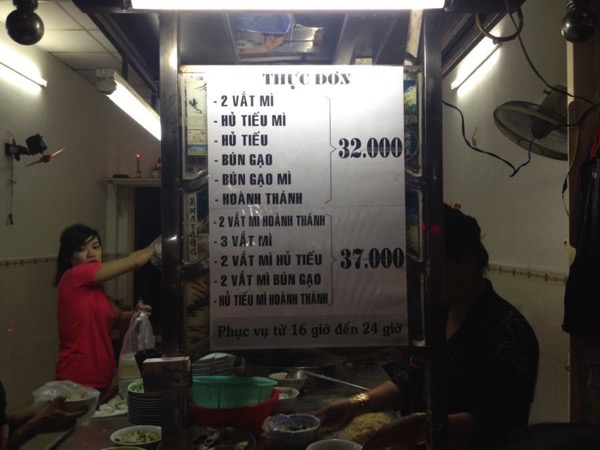 THỰC ĐƠN
- 2 VẮT MÌ
- HỦ TIẾU MÌ
- HỦ TIẾU
- BÚN GẠO
- BÚN GẠO MÌ
- HOÀNH THÁNH
32.000
- 2 VẮT MÌ HOÀNH THÁNH
- 3 VẮT MÌ
- 2 VẮT MÌ HỦ TIẾU
- 2 VẮT MÌ BÚN GẠO
- HỦ TIẾU MÌ HOÀNH THÁNH
37.000
Phục vụ từ 16 giờ đến 24 giờ